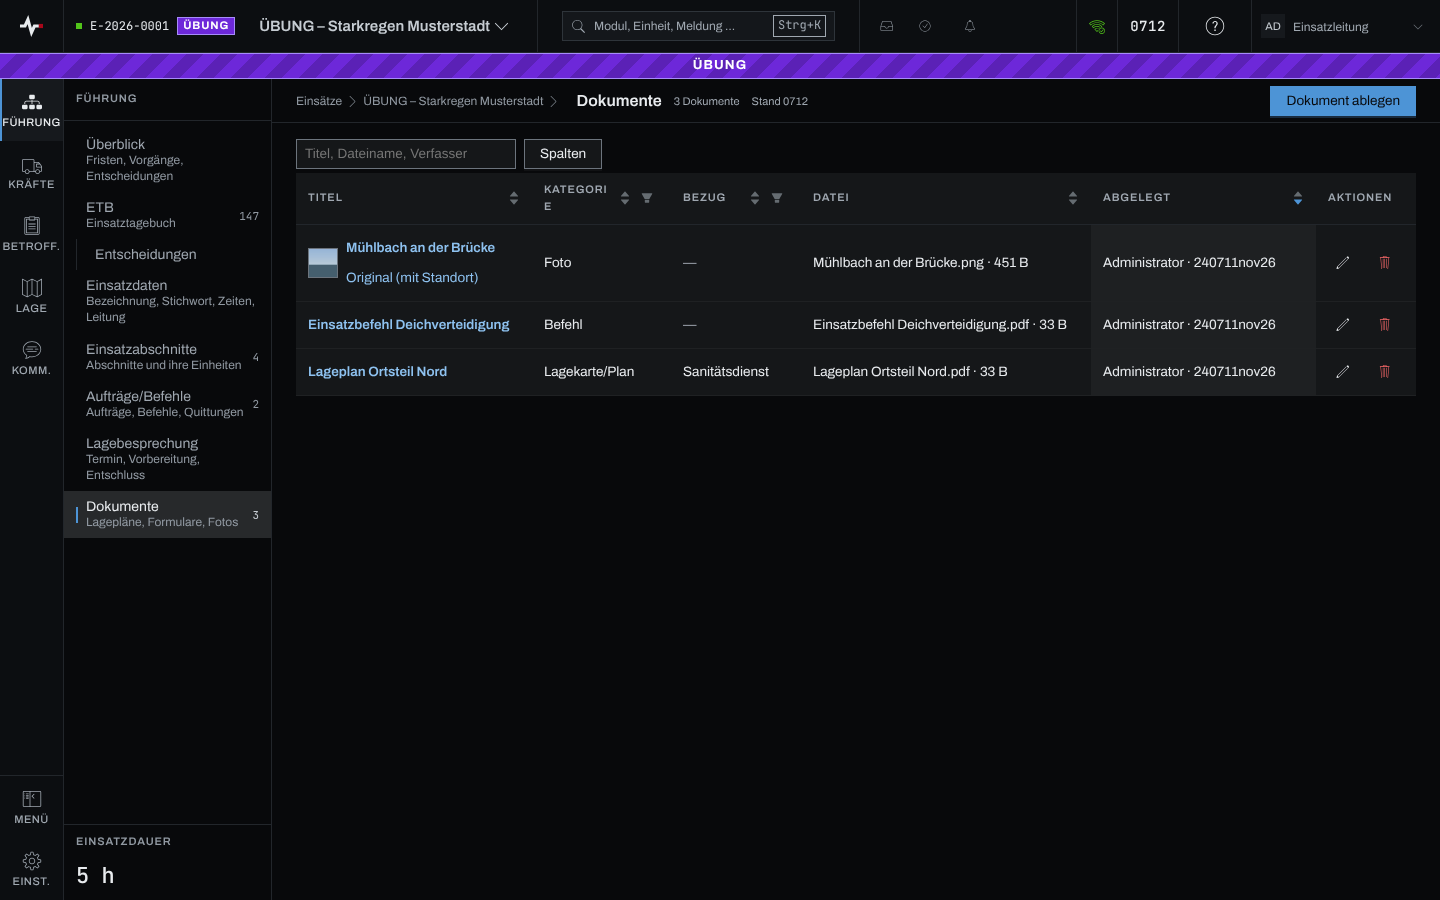 E-2026-0001 ÜBUNG ÜBUNG – Starkregen Musterstadt Modul, Einheit, Meldung ... Strg+K 0712 ? AD Einsatzleitung
ÜBUNG
FÜHRUNG
KRÄFTE
BETROFF.
LAGE
KOMM.
MENÜ
EINST.
FÜHRUNG
Überblick
Fristen, Vorgänge,
Entscheidungen
ETB
Einsatztagebuch
147
Entscheidungen
Einsatzdaten
Bezeichnung, Stichwort, Zeiten,
Leitung
Einsatzabschnitte
Abschnitte und ihre Einheiten
4
Aufträge/Befehle
Aufträge, Befehle, Quittungen
2
Lagebesprechung
Termin, Vorbereitung,
Entschluss
Dokumente
Lagepläne, Formulare, Fotos
3
EINSATZDAUER
5 h
Einsätze ÜBUNG – Starkregen Musterstadt Dokumente 3 Dokumente Stand 0712 Dokument ablegen
Titel, Dateiname, Verfasser Spalten
TITEL KATEGORI
E BEZUG DATEI ABGELEGT AKTIONEN
Mühlbach an der Brücke
Original (mit Standort)
Foto — Mühlbach an der Brücke.png · 451 B Administrator · 240711nov26
Einsatzbefehl Deichverteidigung Befehl — Einsatzbefehl Deichverteidigung.pdf · 33 B Administrator · 240711nov26
Lageplan Ortsteil Nord Lagekarte/Plan Sanitätsdienst Lageplan Ortsteil Nord.pdf · 33 B Administrator · 240711nov26